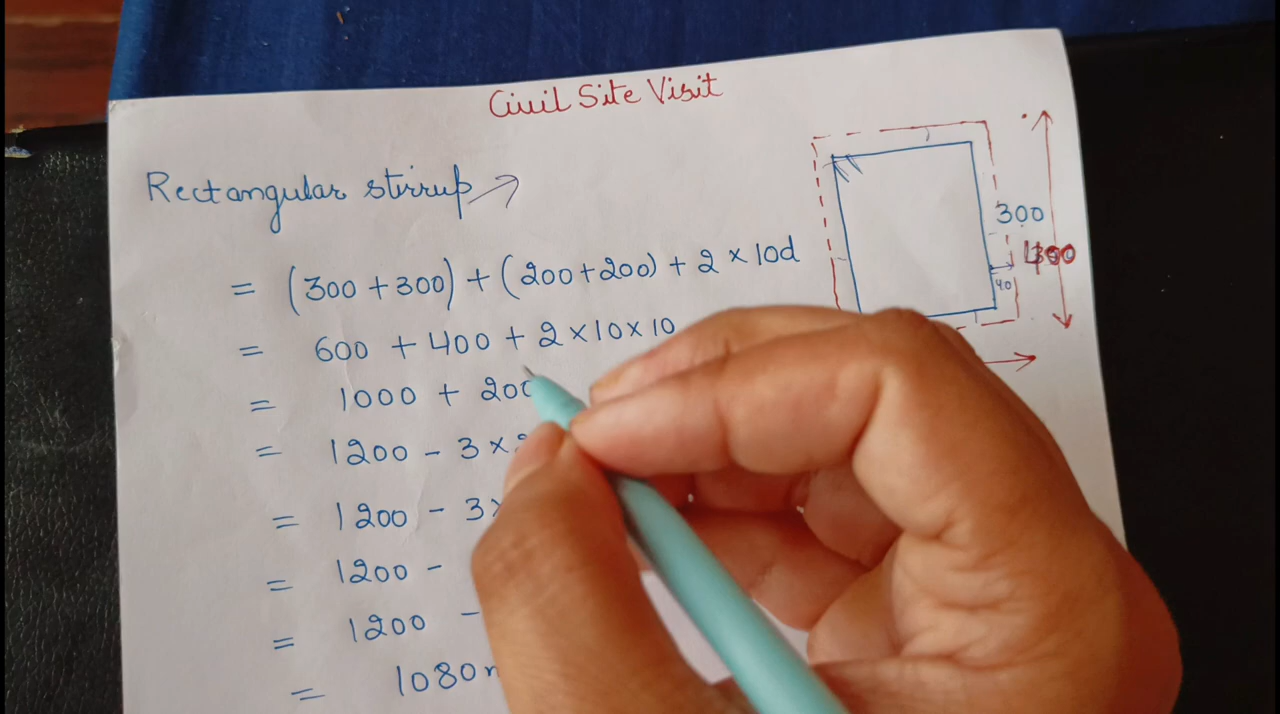 Civil Site Visit
Rectangular stirrup →
= (300 + 300) + (200 + 200) + 2 × 10d
= 600 + 400 + 2 × 10 × 10
= 1000 + 200
= 1200 - 3 ×
= 1200 - 3 ×
= 1200 -
= 1200 -
= 1080
300
40